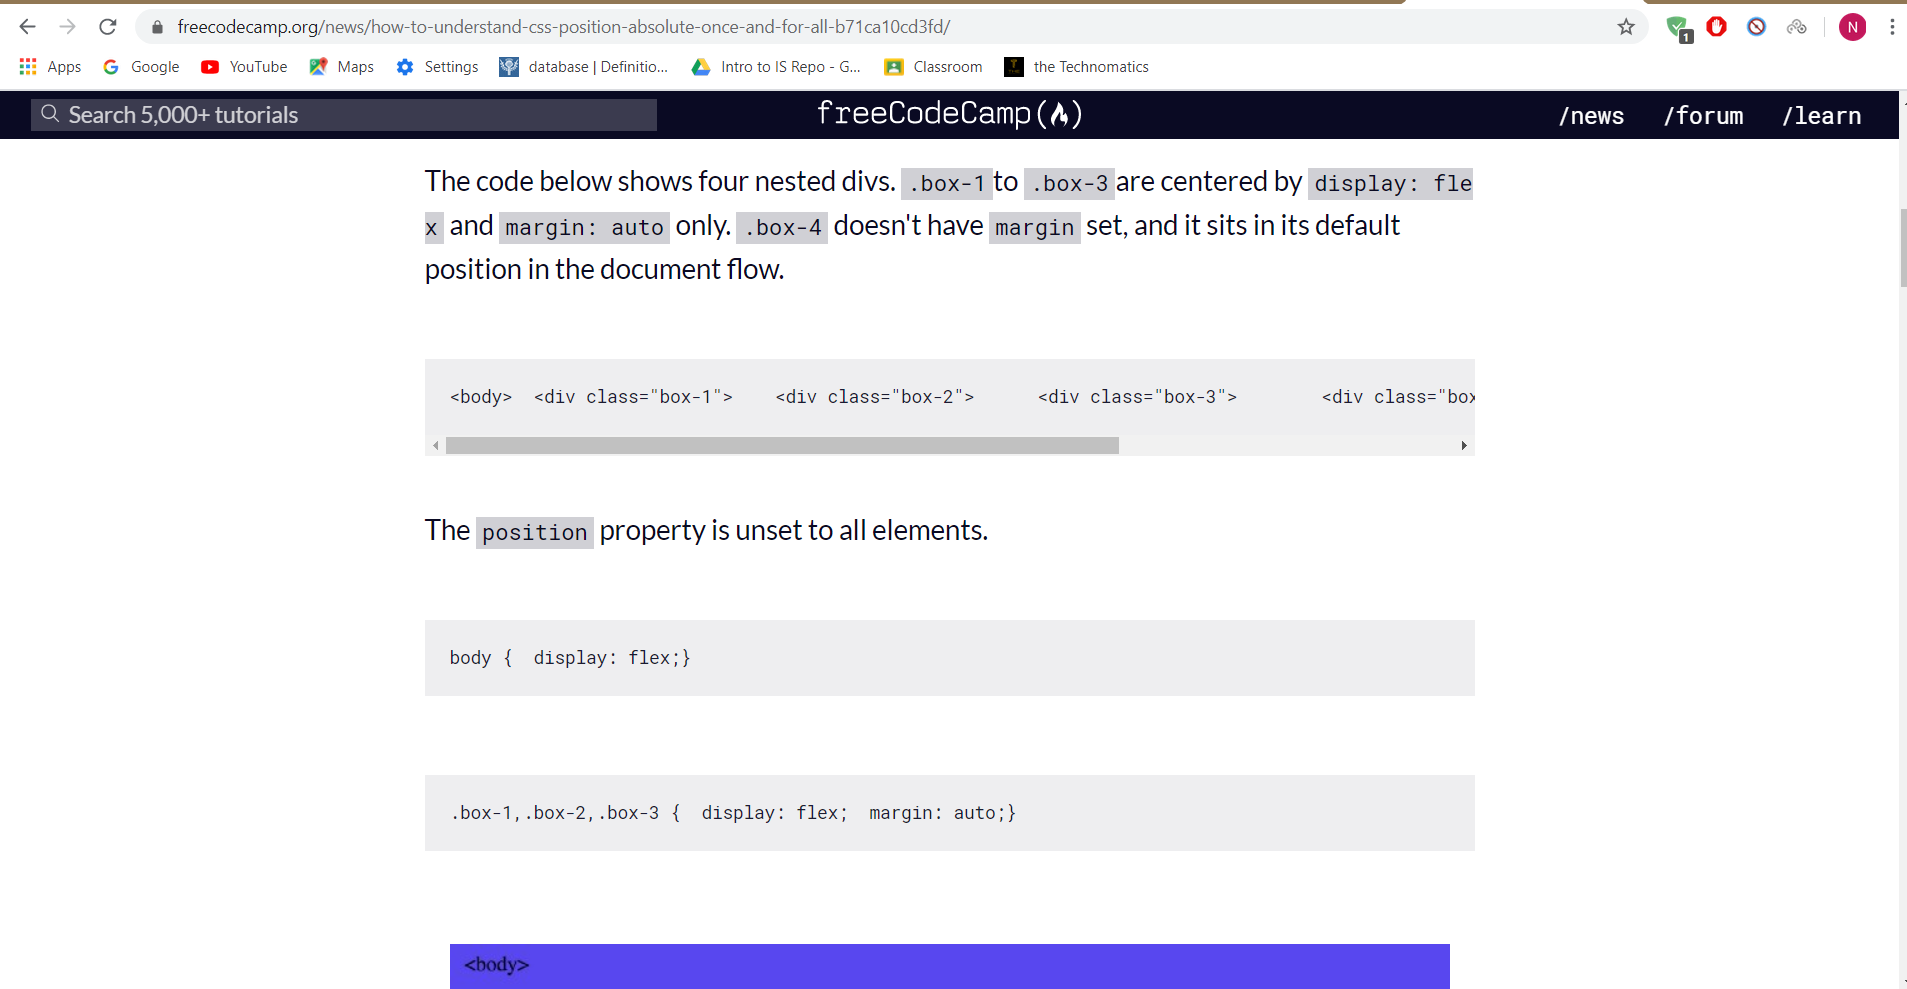 freecodecamp.org/news/how-to-understand-css-position-absolute-once-and-for-all-b71ca10cd3fd/
1
N
Apps Google YouTube Maps Settings database | Definitio... Intro to IS Repo - G... Classroom the Technomatics
Search 5,000+ tutorials freeCodeCamp(🔥) /news /forum /learn
The code below shows four nested divs. .box-1 to .box-3 are centered by display: fle
x and margin: auto only. .box-4 doesn't have margin set, and it sits in its default
position in the document flow.
<body>  <div class="box-1">    <div class="box-2">      <div class="box-3">        <div class="box
The position property is unset to all elements.
body {  display: flex;}
.box-1,.box-2,.box-3 {  display: flex;  margin: auto;}
<body>